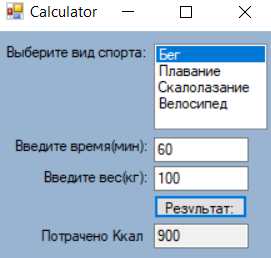 Calculator
Выберите вид спорта:
Бег
Плавание
Скалолазание
Велосипед
Введите время(мин): 60
Введите вес(кг): 100
Результат:
Потрачено Ккал 900